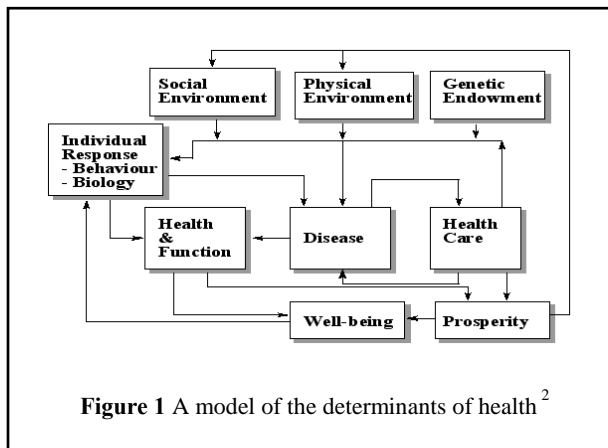 Social
Environment
Physical
Environment
Genetic
Endowment
Individual
Response
- Behaviour
- Biology
Health
&
Function
Disease
Health
Care
Well-being
Prosperity
Figure 1 A model of the determinants of health 2